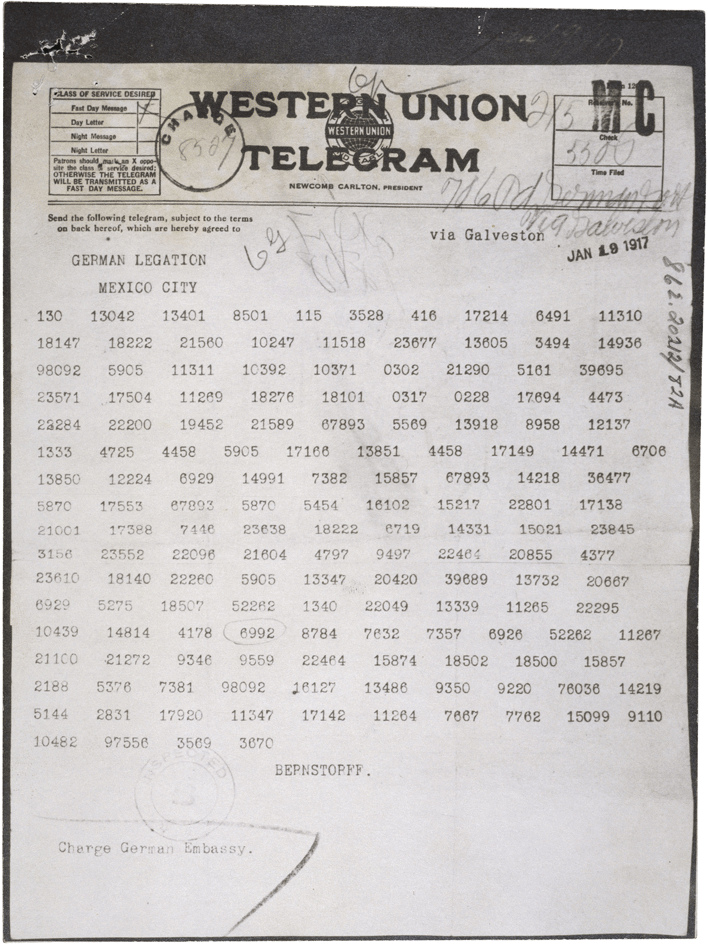 CLASS OF SERVICE DESIRED
Fast Day Message
Day Letter
Night Message
Night Letter
Patrons should mark an X oppo-
site the class of service desired;
OTHERWISE THE TELEGRAM
WILL BE TRANSMITTED AS A
FAST DAY MESSAGE.
CHARGE
WESTERN UNION
WESTERN UNION
TELEGRAM
NEWCOMB CARLTON, PRESIDENT
Receiver's No.
Check
Time Filed
Send the following telegram, subject to the terms
on back hereof, which are hereby agreed to
via Galveston
JAN 19 1917
GERMAN LEGATION
MEXICO CITY
130 13042 13401 8501 115 3528 416 17214 6491 11310
18147 18222 21560 10247 11518 23677 13605 3494 14936
98092 5905 11311 10392 10371 0302 21290 5161 39695
23571 17504 11269 18276 18101 0317 0228 17694 4473
22284 22200 19452 21589 67893 5569 13918 8958 12137
1333 4725 4458 5905 17166 13851 4458 17149 14471 6706
13850 12224 6929 14991 7382 15857 67893 14218 36477
5870 17553 67893 5870 5454 16102 15217 22801 17138
21001 17388 7446 23638 18222 6719 14331 15021 23845
3156 23552 22096 21604 4797 9497 22464 20855 4377
23610 18140 22260 5905 13347 20420 39689 13732 20667
6929 5275 18507 52262 1340 22049 13339 11265 22295
10439 14814 4178 6992 8784 7632 7357 6926 52262 11267
21100 21272 9346 9559 22464 15874 18502 18500 15857
2188 5376 7381 98092 16127 13486 9350 9220 76036 14219
5144 2831 17920 11347 17142 11264 7667 7762 15099 9110
10482 97556 3569 3670
BERNSTORFF.
INSPECTED
Charge German Embassy.
862.20212/82A